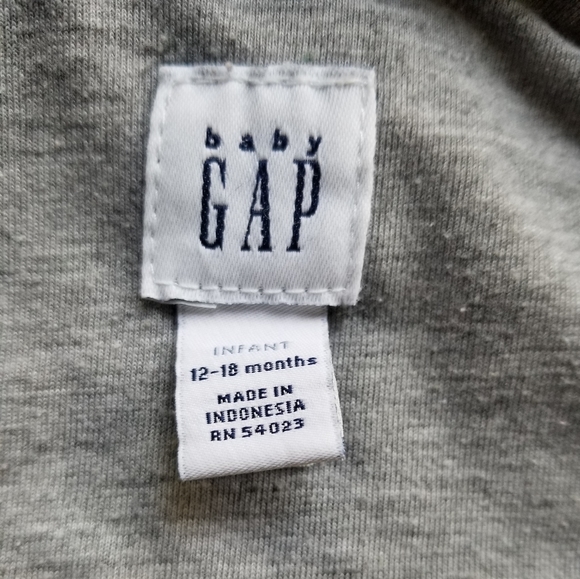 baby
GAP
INFANT
12-18 months
MADE IN
INDONESIA
RN 54023